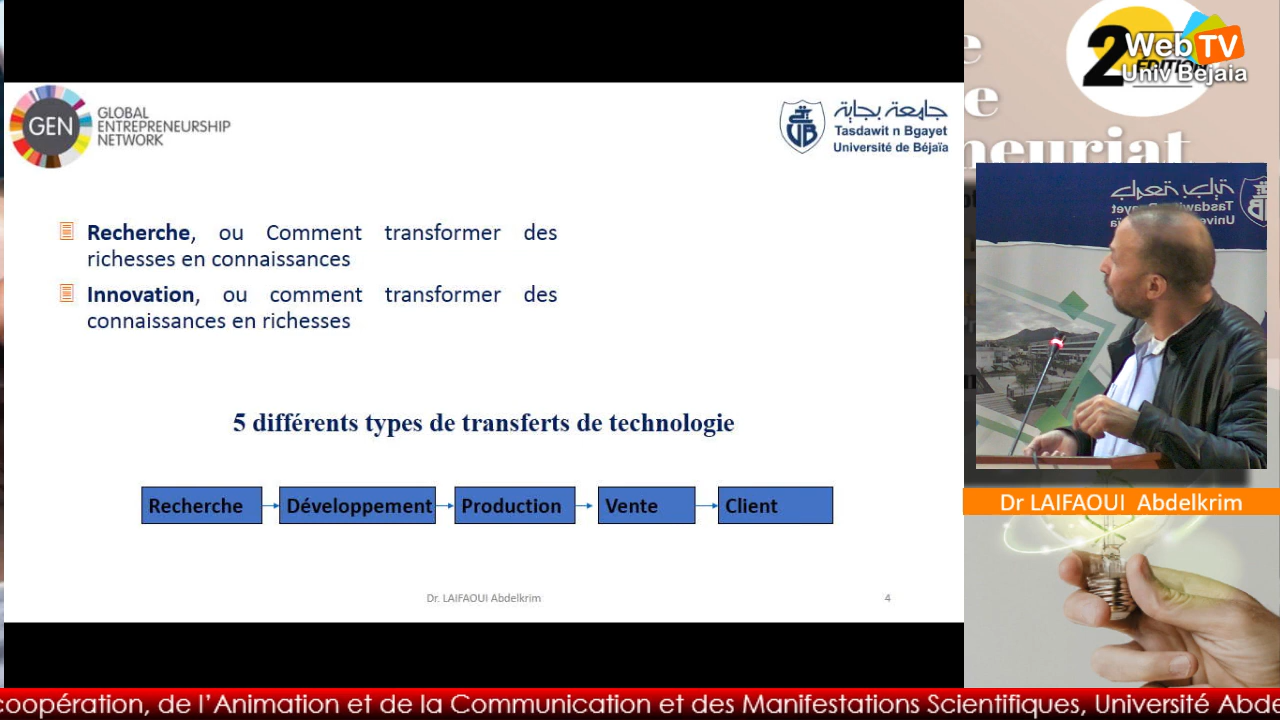 GEN
GLOBAL
ENTREPRENEURSHIP
NETWORK
جامعة بجاية
Tasdawit n Bgayet
Université de Béjaïa
Recherche, ou Comment transformer des
richesses en connaissances
Innovation, ou comment transformer des
connaissances en richesses
5 différents types de transferts de technologie
Recherche
Développement
Production
Vente
Client
Dr. LAIFAOUI Abdelkrim
4
2
ÉDITION
Web TV
Univ Bejaia
neuriat
Dr LAIFAOUI Abdelkrim
coopération, de l'Animation et de la Communication et des Manifestations Scientifiques, Université Abde